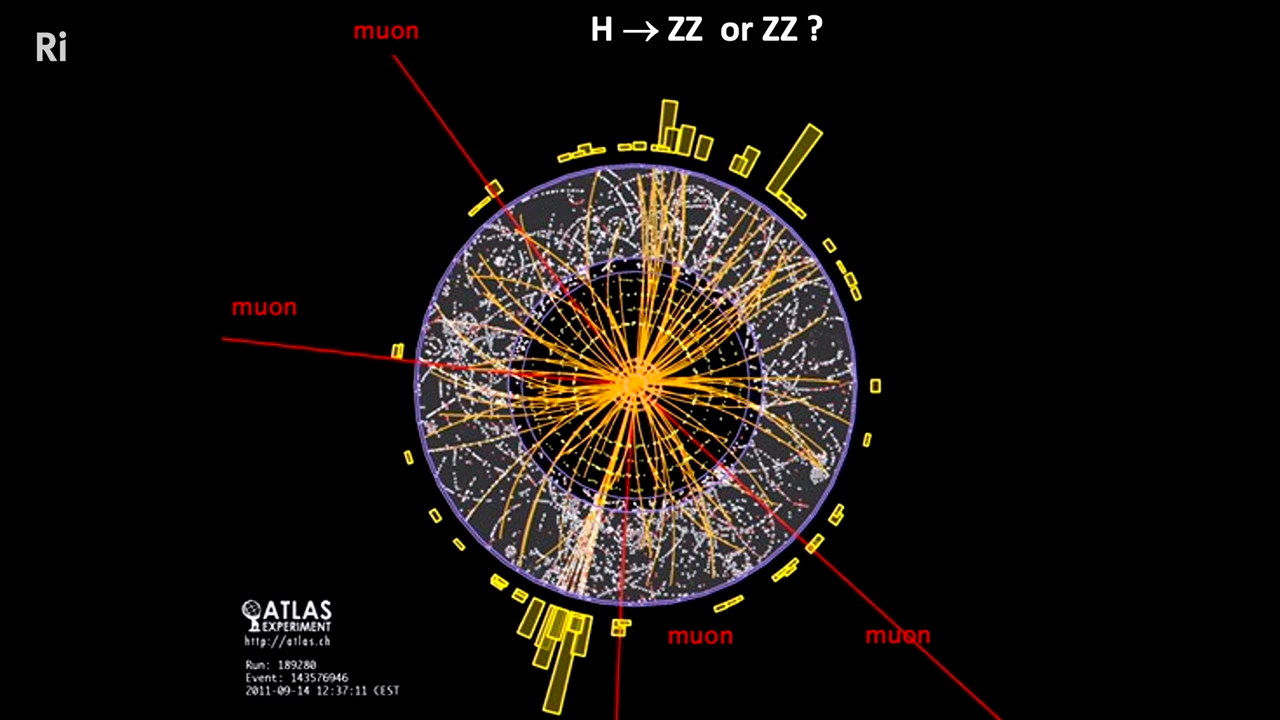 Ri
H → ZZ or ZZ ?
muon
muon
muon
muon
ATLAS
EXPERIMENT
http://atlas.ch
Run: 189280
Event: 143576946
2011-09-14 12:37:11 CEST